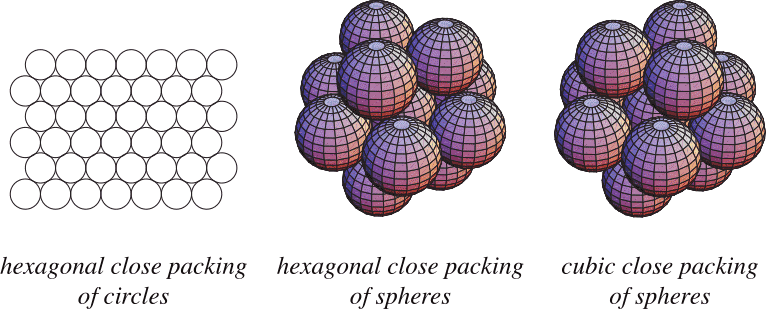 hexagonal close packing
of circles
hexagonal close packing
of spheres
cubic close packing
of spheres